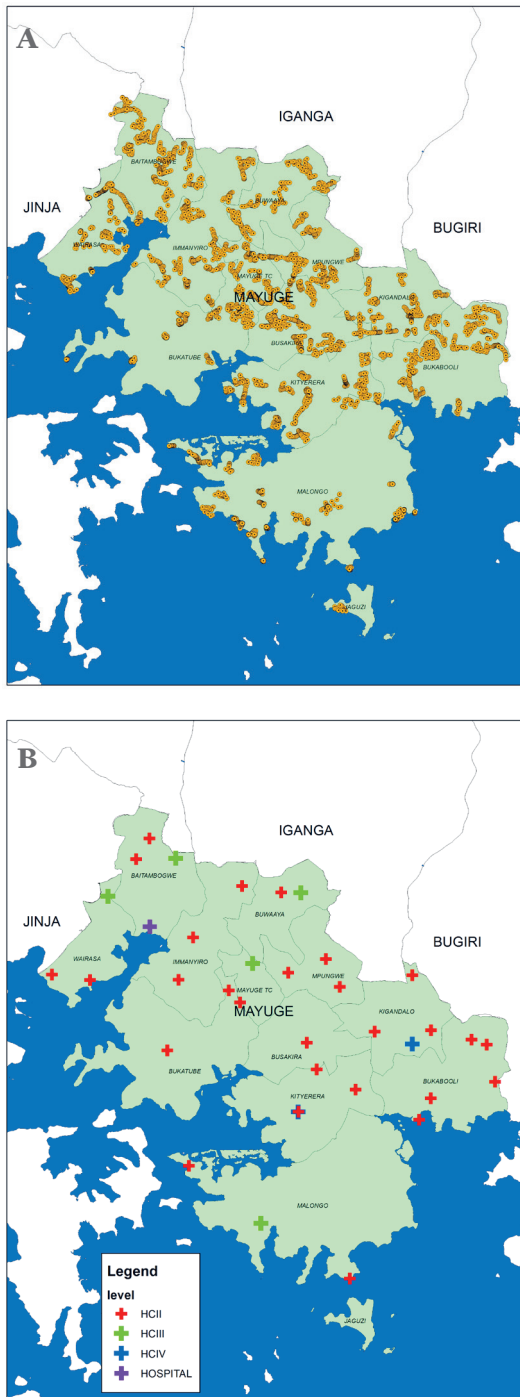 A
IGANGA
BAITAMBOGWE
JINJA
BUWAAYA
BUGIRI
WAIRASA
IMMANYIRO
MPUNGWE
MAYUGE TC
MAYUGE
KIGANDALO
BUSAKIRA
BUKATUBE
BUKABOOLI
KITYERERA
MALONGO
JAGUZI
B
IGANGA
BAITAMBOGWE
JINJA
BUWAAYA
BUGIRI
WAIRASA
IMMANYIRO
MPUNGWE
MAYUGE TC
MAYUGE
KIGANDALO
BUSAKIRA
BUKATUBE
BUKABOOLI
KITYERERA
MALONGO
Legend
level
HCII
HCIII
HCIV
HOSPITAL
JAGUZI